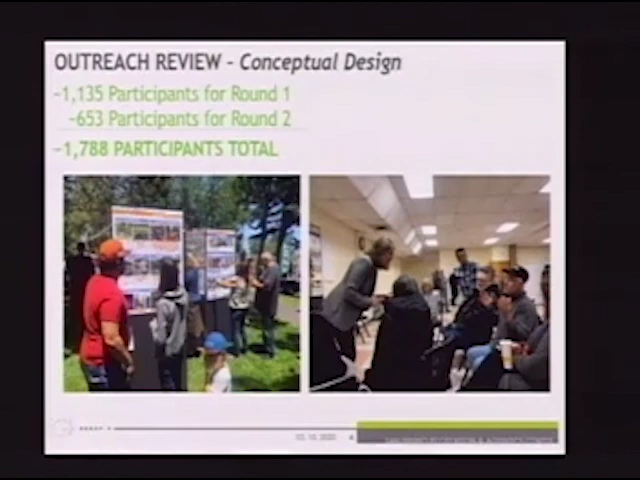 OUTREACH REVIEW – Conceptual Design
~1,135 Participants for Round 1
~653 Participants for Round 2
~1,788 PARTICIPANTS TOTAL